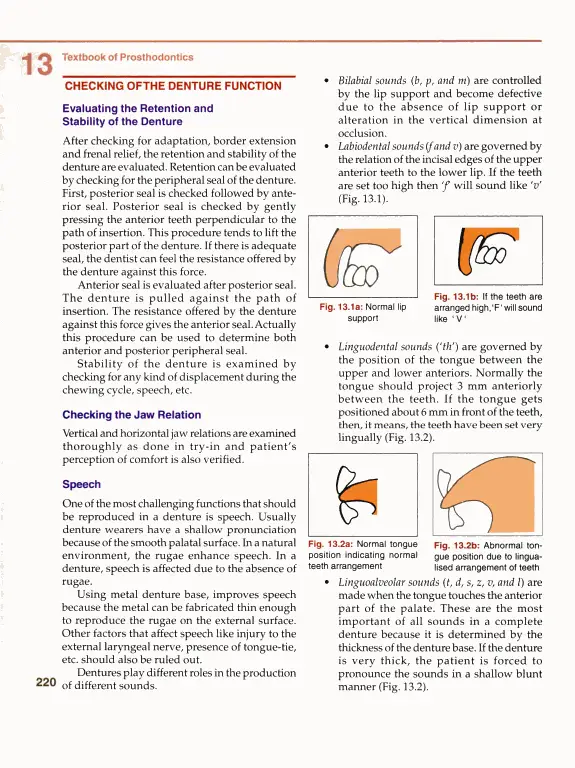 13
Textbook of Prosthodontics
CHECKING OF THE DENTURE FUNCTION
Evaluating the Retention and
Stability of the Denture
After checking for adaptation, border extension
and frenal relief, the retention and stability of the
denture are evaluated. Retention can be evaluated
by checking for the peripheral seal of the denture.
First, posterior seal is checked followed by ante-
rior seal. Posterior seal is checked by gently
pressing the anterior teeth perpendicular to the
path of insertion. This procedure tends to lift the
posterior part of the denture. If there is adequate
seal, the dentist can feel the resistance offered by
the denture against this force.
Anterior seal is evaluated after posterior seal.
The denture is pulled against the path of
insertion. The resistance offered by the denture
against this force gives the anterior seal. Actually
this procedure can be used to determine both
anterior and posterior peripheral seal.
Stability of the denture is examined by
checking for any kind of displacement during the
chewing cycle, speech, etc.
Checking the Jaw Relation
Vertical and horizontal jaw relations are examined
thoroughly as done in try-in and patient's
perception of comfort is also verified.
Speech
One of the most challenging functions that should
be reproduced in a denture is speech. Usually
denture wearers have a shallow pronunciation
because of the smooth palatal surface. In a natural
environment, the rugae enhance speech. In a
denture, speech is affected due to the absence of
rugae.
Using metal denture base, improves speech
because the metal can be fabricated thin enough
to reproduce the rugae on the external surface.
Other factors that affect speech like injury to the
external laryngeal nerve, presence of tongue-tie,
etc. should also be ruled out.
Dentures play different roles in the production
of different sounds.
220
• Bilabial sounds (b, p, and m) are controlled
by the lip support and become defective
due to the absence of lip support or
alteration in the vertical dimension at
occlusion.
• Labiodental sounds (f and v) are governed by
the relation of the incisal edges of the upper
anterior teeth to the lower lip. If the teeth
are set too high then 'f' will sound like 'v'
(Fig. 13.1).
Fig. 13.1a: Normal lip
support
Fig. 13.1b: If the teeth are
arranged high,'F' will sound
like ' V '
• Linguodental sounds ('th') are governed by
the position of the tongue between the
upper and lower anteriors. Normally the
tongue should project 3 mm anteriorly
between the teeth. If the tongue gets
positioned about 6 mm in front of the teeth,
then, it means, the teeth have been set very
lingually (Fig. 13.2).
Fig. 13.2a: Normal tongue
position indicating normal
teeth arrangement
Fig. 13.2b: Abnormal ton-
gue position due to lingua-
lised arrangement of teeth
• Linguoalveolar sounds (t, d, s, z, v, and l) are
made when the tongue touches the anterior
part of the palate. These are the most
important of all sounds in a complete
denture because it is determined by the
thickness of the denture base. If the denture
is very thick, the patient is forced to
pronounce the sounds in a shallow blunt
manner (Fig. 13.2).